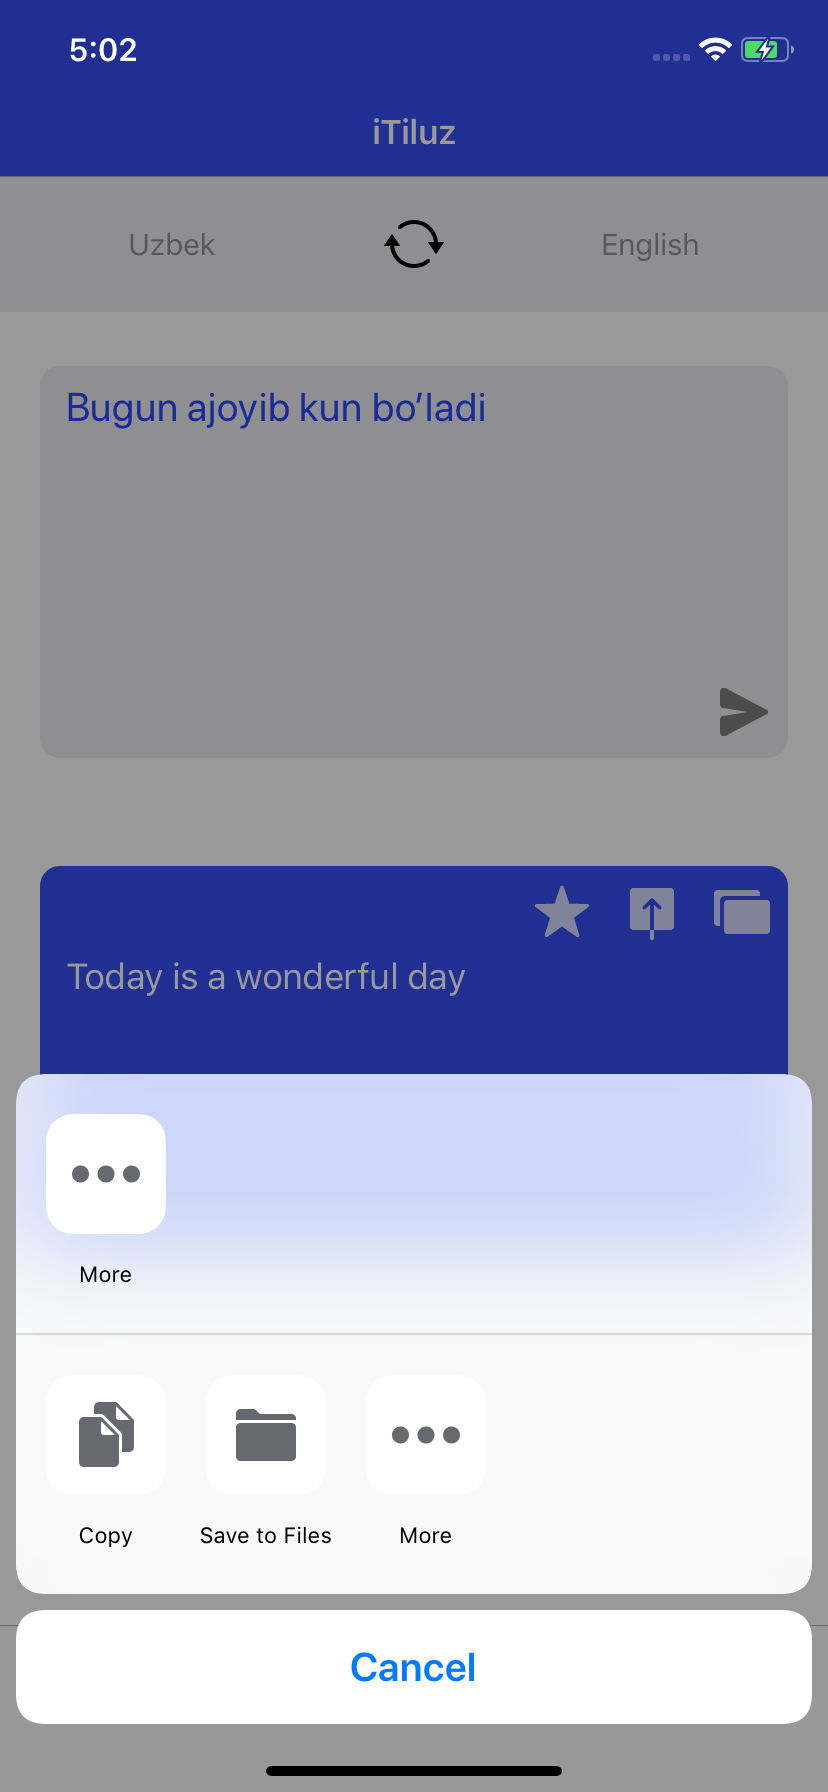 5:02
iTiluz
Uzbek English
Bugun ajoyib kun bo‘ladi
Today is a wonderful day
More
Copy Save to Files More
Cancel